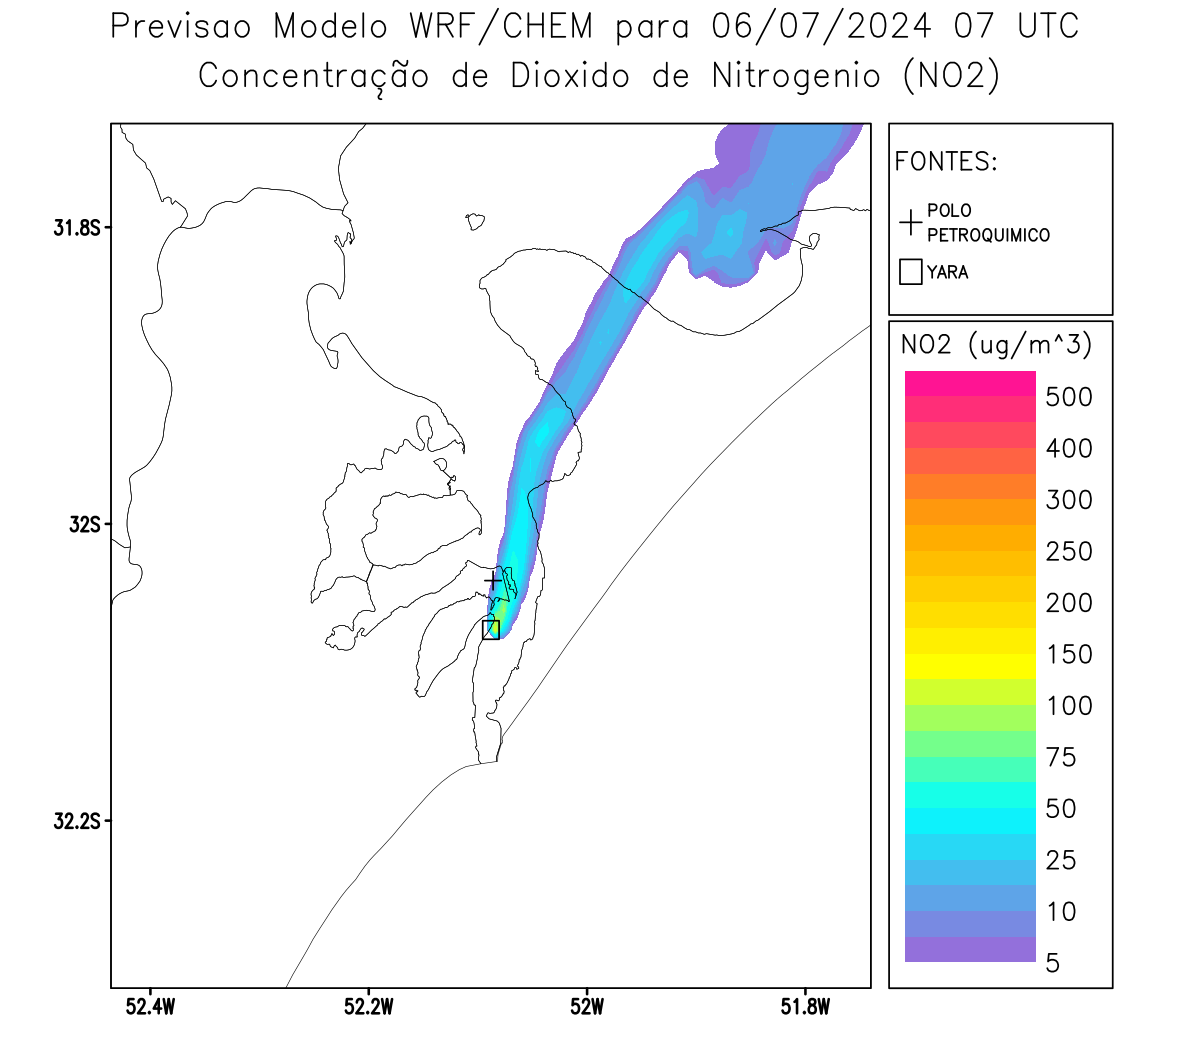 Previsao Modelo WRF/CHEM para 06/07/2024 07 UTC
Concentração de Dioxido de Nitrogenio (NO2)
FONTES:
POLO
PETROQUIMICO
YARA
31.8S
32S
32.2S
52.4W
52.2W
52W
51.8W
NO2 (ug/m^3)
500
400
300
250
200
150
100
75
50
25
10
5